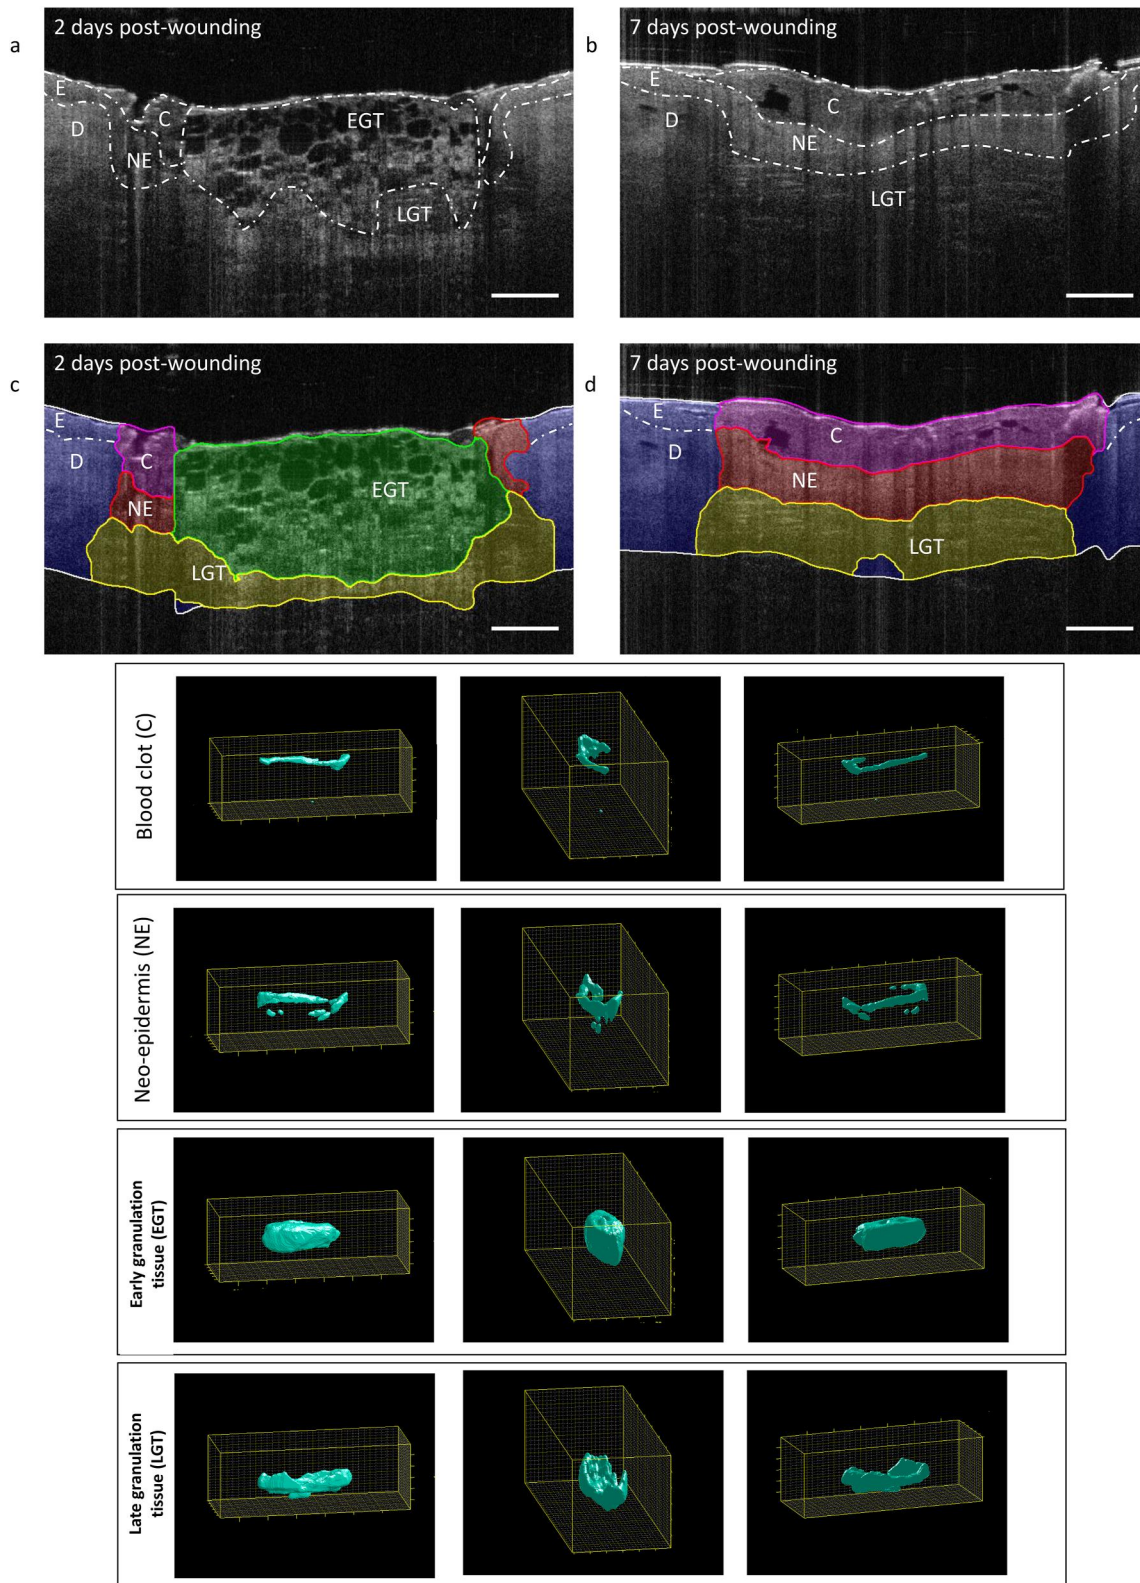 a
2 days post-wounding
E
D
C
NE
EGT
LGT
b
7 days post-wounding
E
D
C
NE
LGT
c
2 days post-wounding
E
D
C
NE
EGT
LGT
d
7 days post-wounding
E
D
C
NE
LGT
Blood clot (C)
Neo-epidermis (NE)
Early granulation
tissue (EGT)
Late granulation
tissue (LGT)